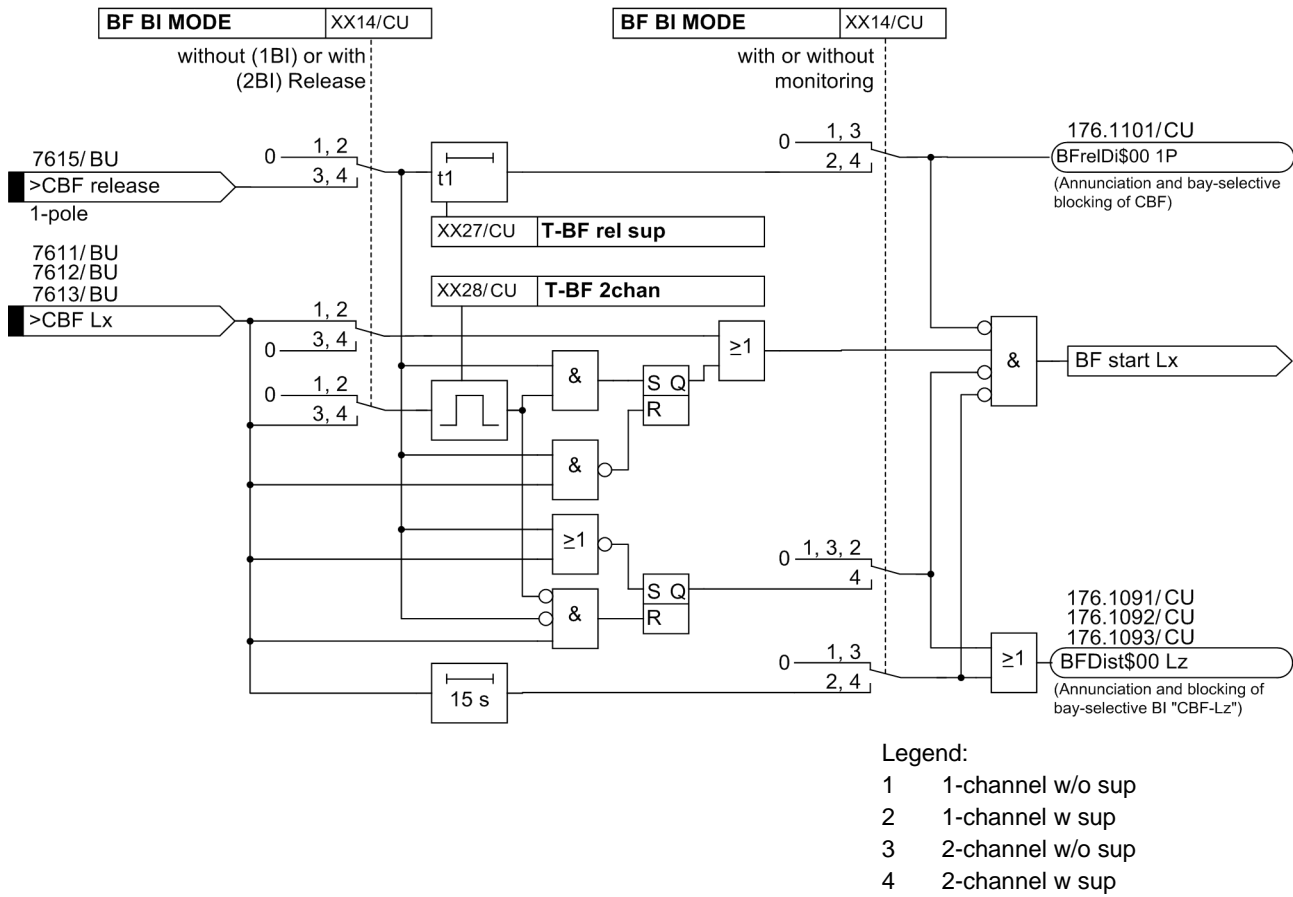 BF BI MODE XX14/CU
without (1BI) or with
(2BI) Release
BF BI MODE XX14/CU
with or without
monitoring
7615/BU
>CBF release
1-pole
0 1, 2
3, 4
t1
XX27/CU T-BF rel sup
0 1, 3
2, 4
176.1101/CU
BFrelDi$00 1P
(Annunciation and bay-selective
blocking of CBF)
7611/BU
7612/BU
7613/BU
>CBF Lx
XX28/CU T-BF 2chan
1, 2
0 3, 4
0 1, 2
3, 4
≥1
&
S Q
R
&
&
BF start Lx
≥1
&
S Q
R
0 1, 3, 2
4
15 s
0 1, 3
2, 4
≥1
176.1091/CU
176.1092/CU
176.1093/CU
BFDist$00 Lz
(Annunciation and blocking of
bay-selective BI "CBF-Lz")
Legend:
1 1-channel w/o sup
2 1-channel w sup
3 2-channel w/o sup
4 2-channel w sup